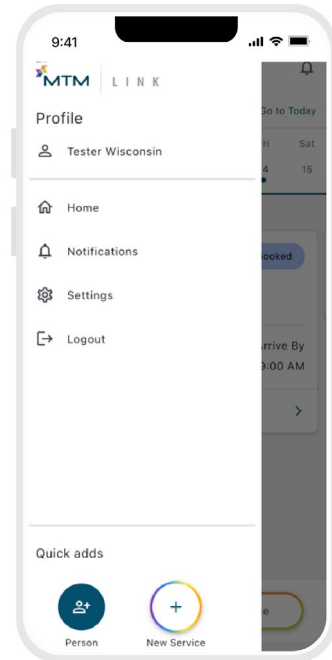 9:41
MTM | LINK
Profile
Go to Today
Tester Wisconsin
ri Sat
4 15
Home
Notifications
ooked
Settings
Logout
rrive By
9:00 AM
Quick adds
e
Person New Service